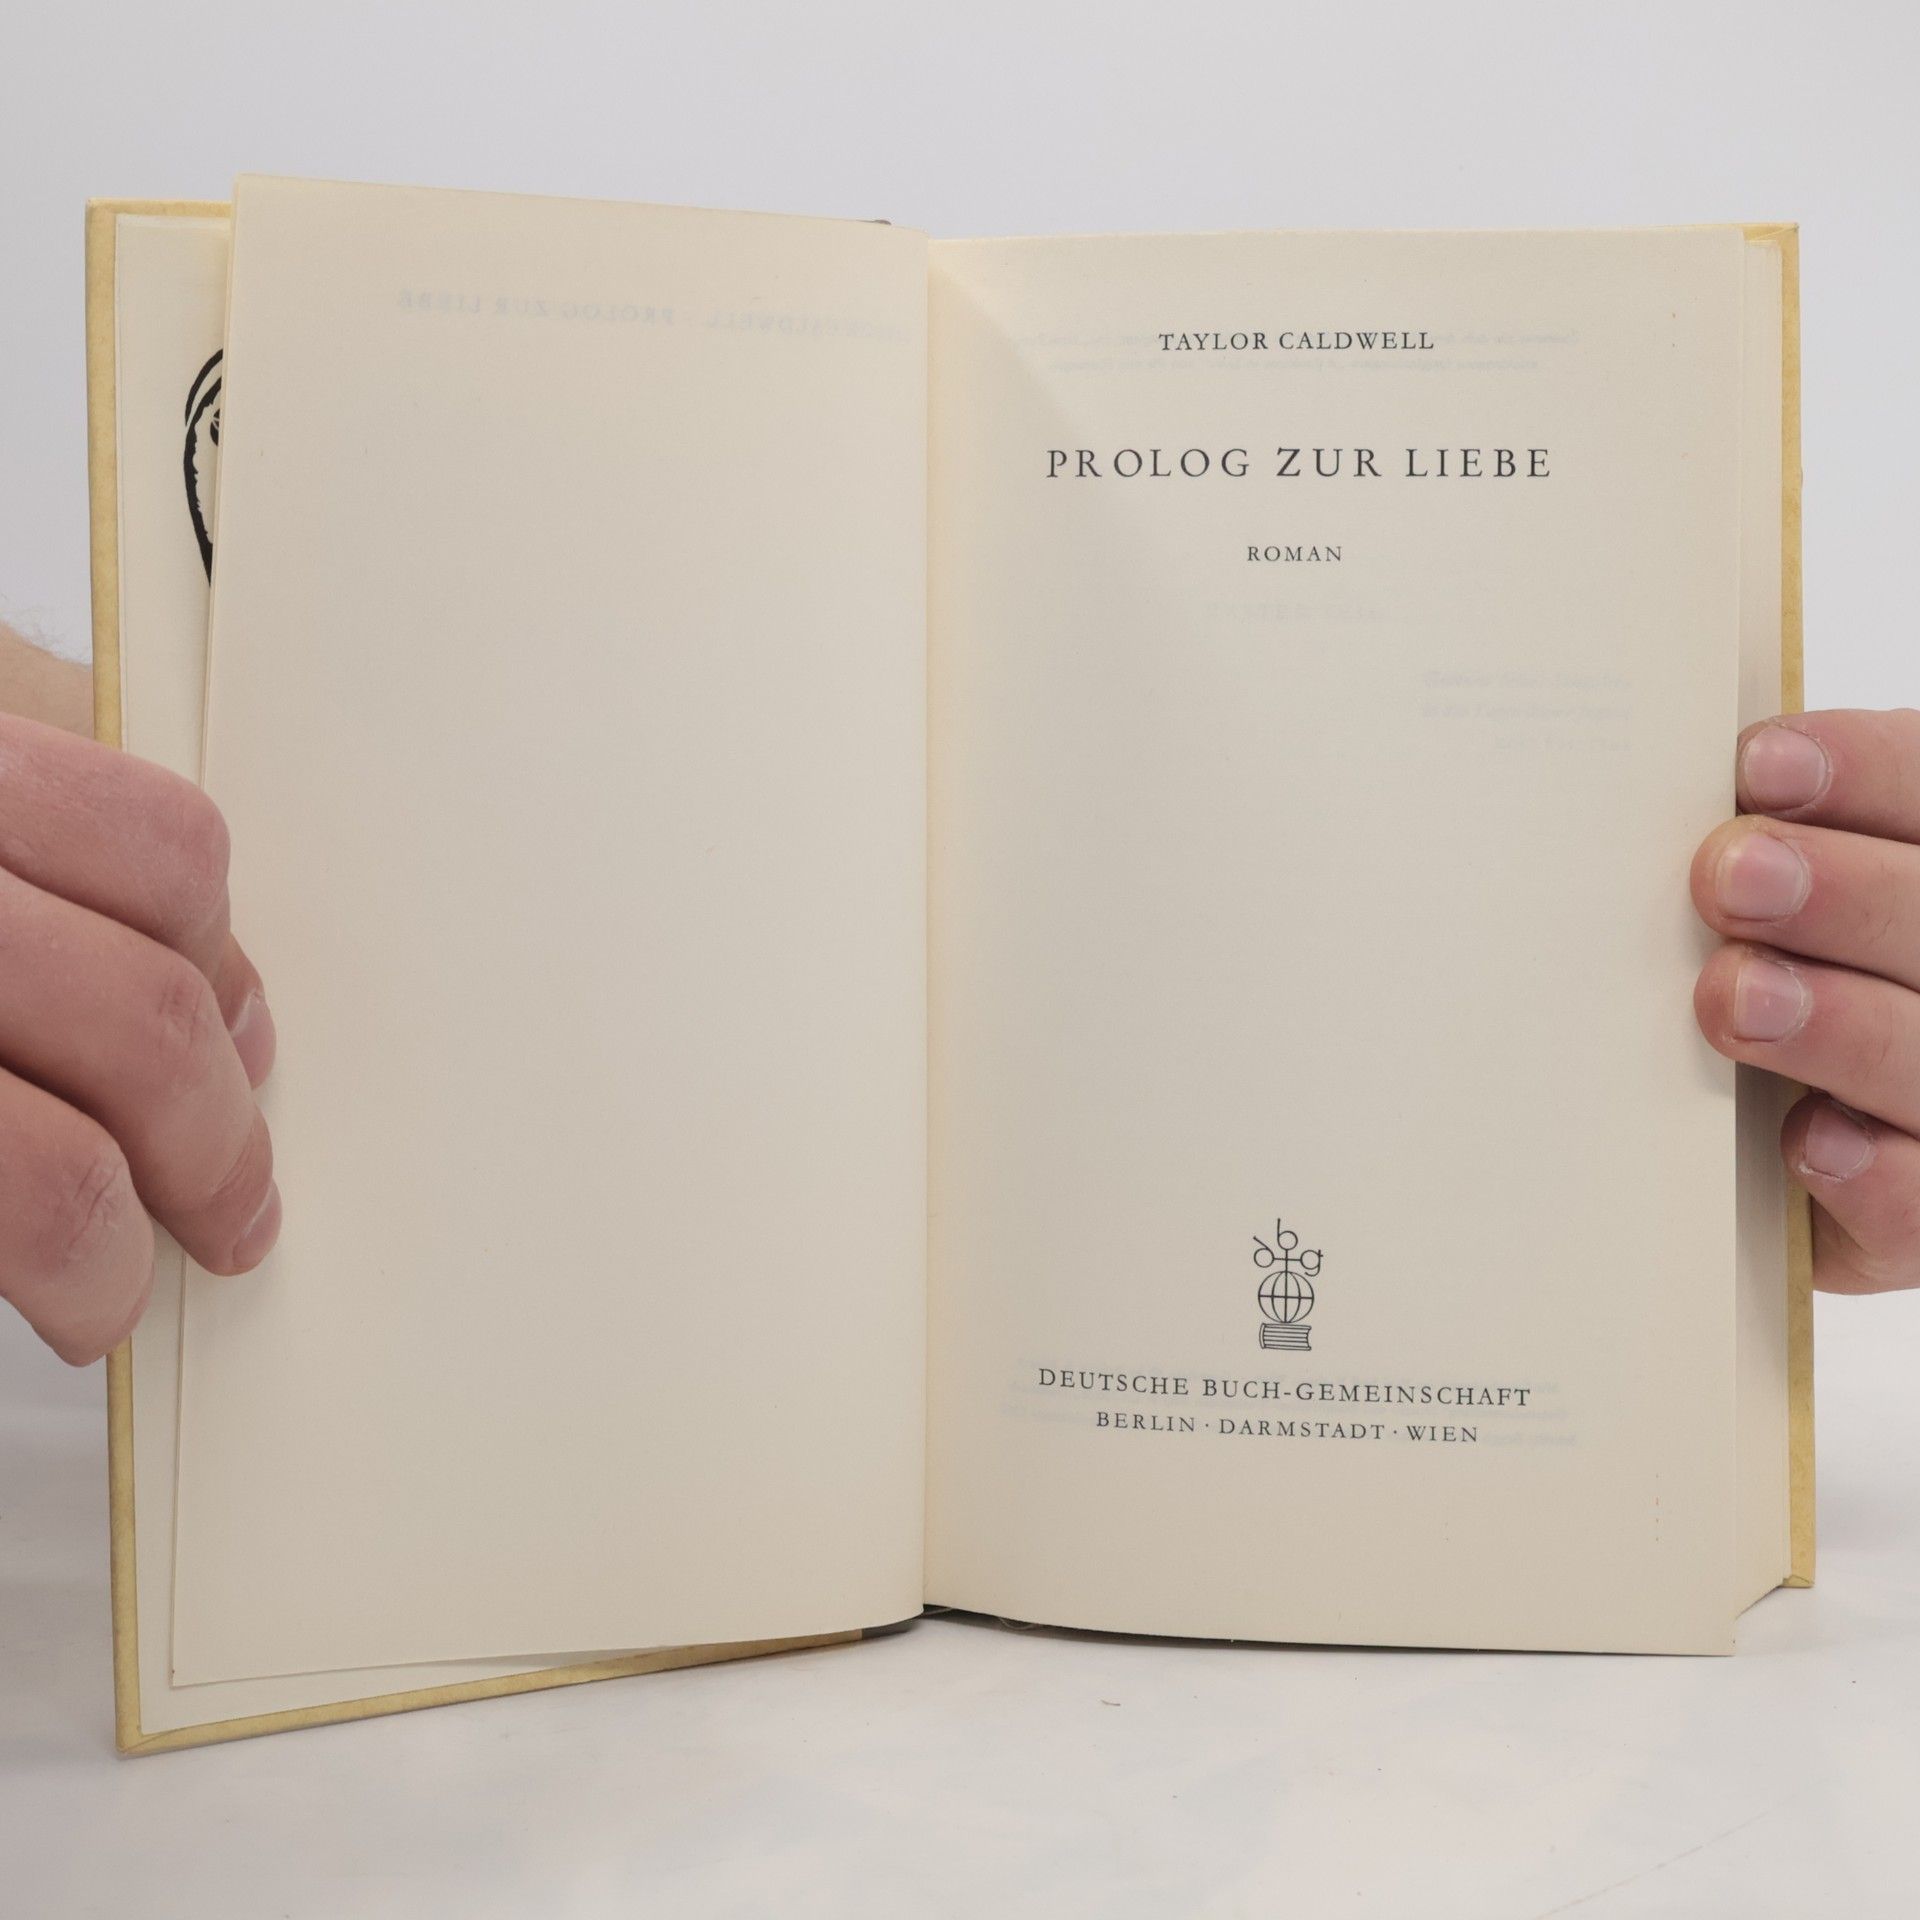 TAYLOR CALDWELL
PROLOG ZUR LIEBE
ROMAN
dbg
DEUTSCHE BUCH-GEMEINSCHAFT
BERLIN · DARMSTADT · WIEN